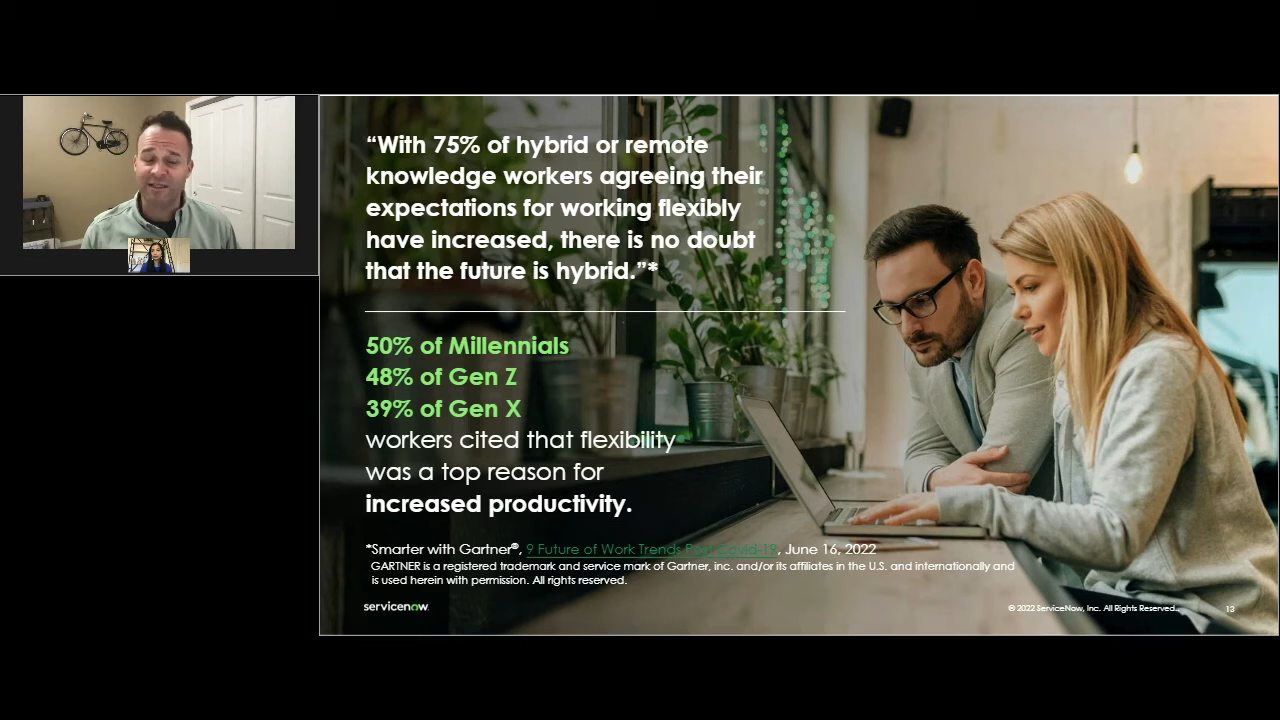 “With 75% of hybrid or remote
knowledge workers agreeing their
expectations for working flexibly
have increased, there is no doubt
that the future is hybrid.”*
50% of Millennials
48% of Gen Z
39% of Gen X
workers cited that flexibility
was a top reason for
increased productivity.
*Smarter with Gartner®, 9 Future of Work Trends Post Covid-19, June 16, 2022
GARTNER is a registered trademark and service mark of Gartner, inc. and/or its affiliates in the U.S. and internationally and
is used herein with permission. All rights reserved.
servicenow
© 2022 ServiceNow, Inc. All Rights Reserved.
13